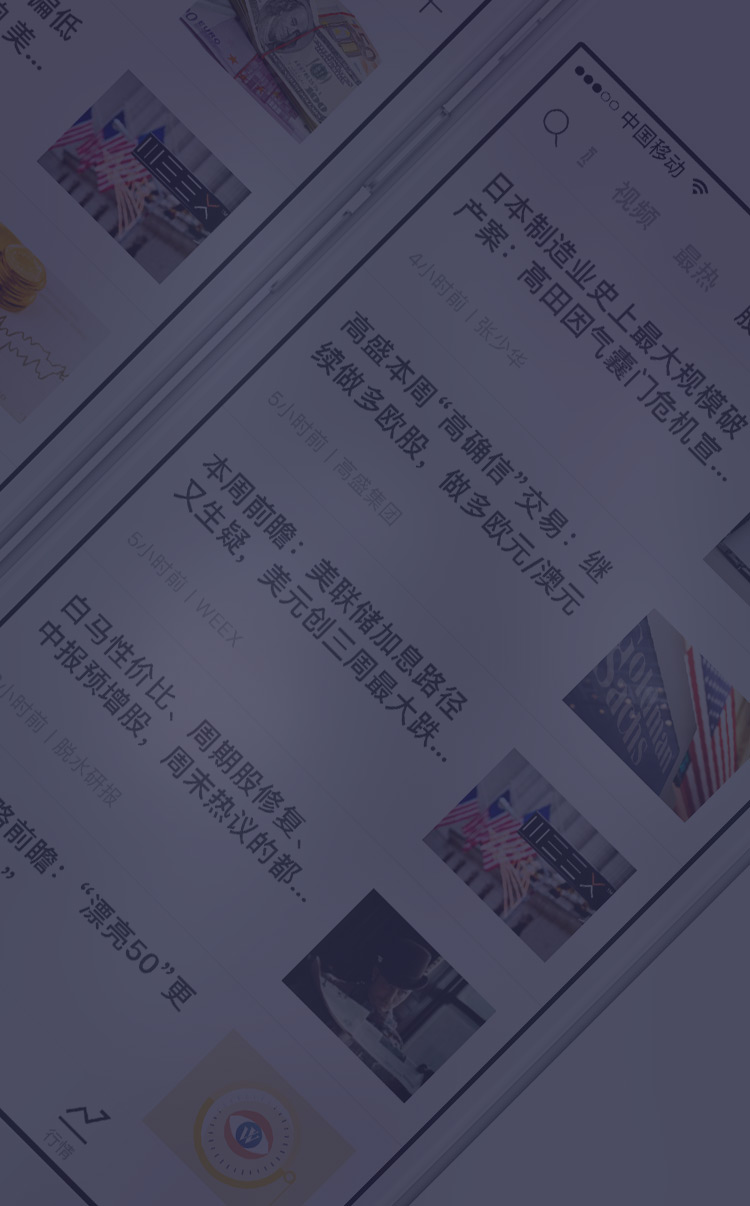 偏低
美...
WEEX
中国移动
视频
最热
日本制造业史上最大规模破
产案：高田因气囊门危机宣...
4小时前 | 张少华
高盛本周“高确信”交易：继
续做多欧股，做多欧元/澳元
5小时前 | 高盛集团
Goldman
Sachs
本周前瞻：美联储加息路径
又生疑，美元创三周最大跌...
5小时前 | WEEX
WEEX
白马性价比、周期股修复、
中报预增股，周末热议的都...
小时前 | 脱水研报
前瞻：“漂亮50”更
”
行情